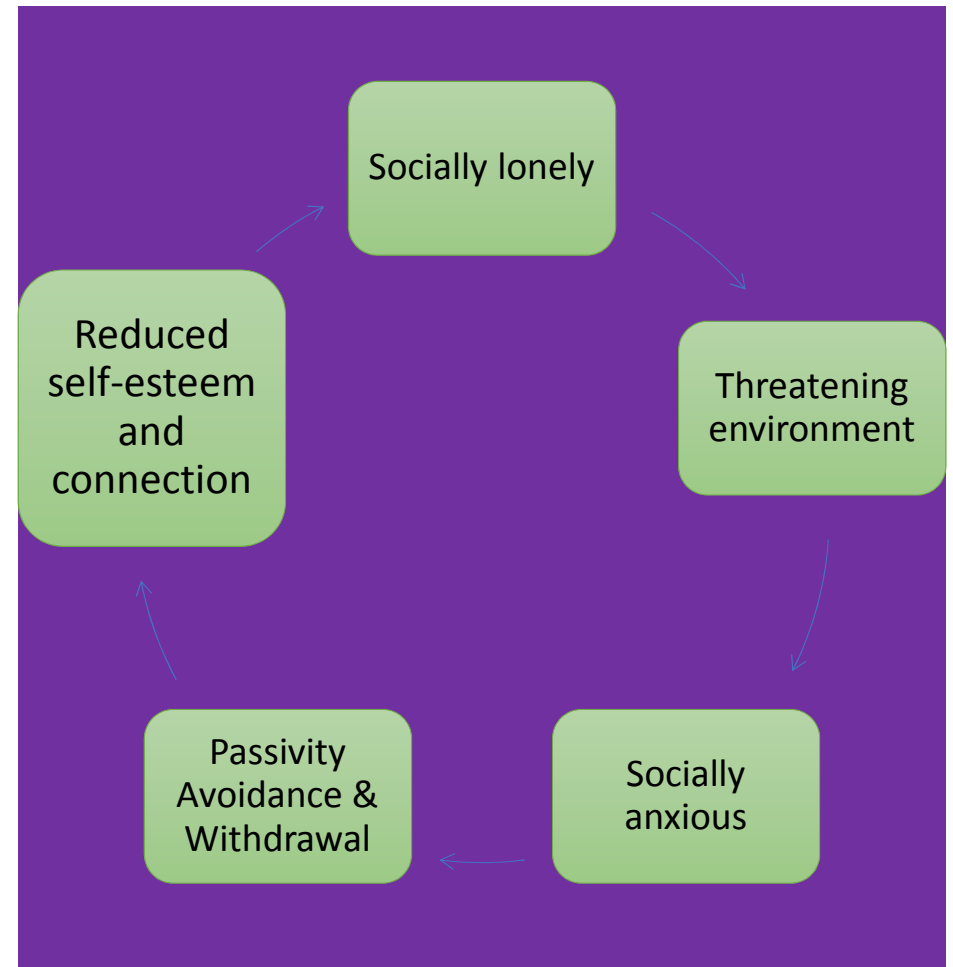 Socially lonely
Threatening
environment
Socially
anxious
Passivity
Avoidance &
Withdrawal
Reduced
self-esteem
and
connection